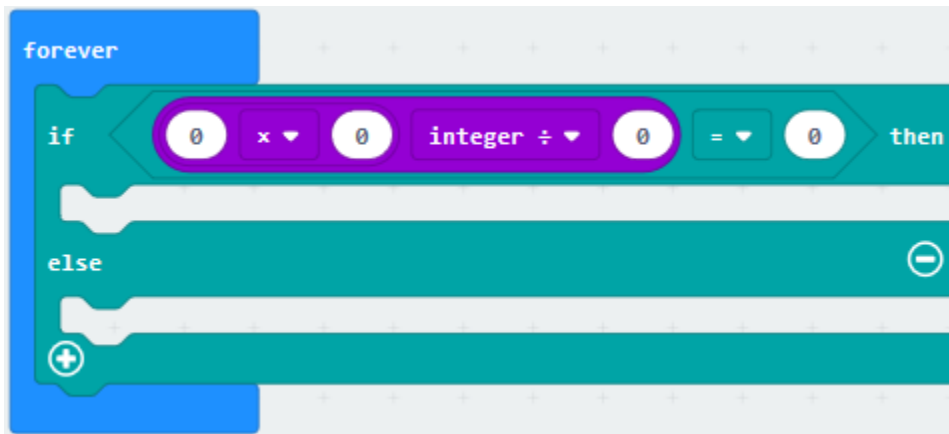 forever
if 0 x 0 integer ÷ 0 = 0 then
else